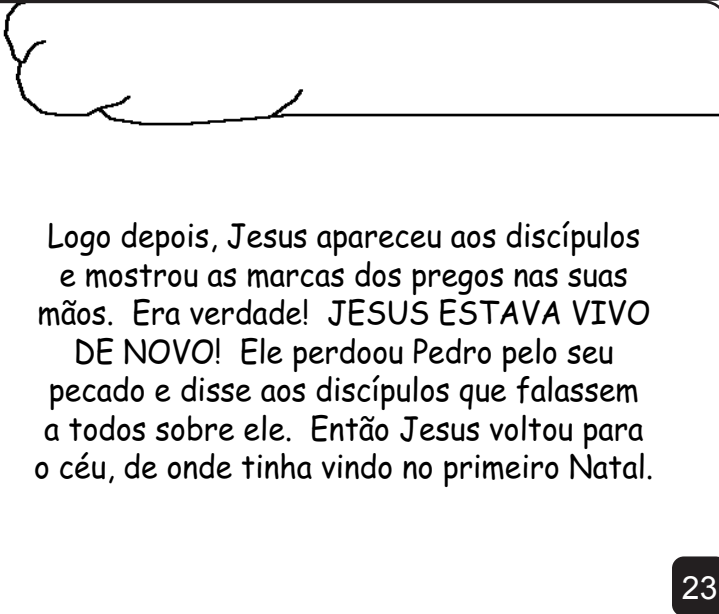 Logo depois, Jesus apareceu aos discípulos
e mostrou as marcas dos pregos nas suas
mãos.  Era verdade!  JESUS ESTAVA VIVO
DE NOVO!  Ele perdoou Pedro pelo seu
pecado e disse aos discípulos que falassem
a todos sobre ele.  Então Jesus voltou para
o céu, de onde tinha vindo no primeiro Natal.
23